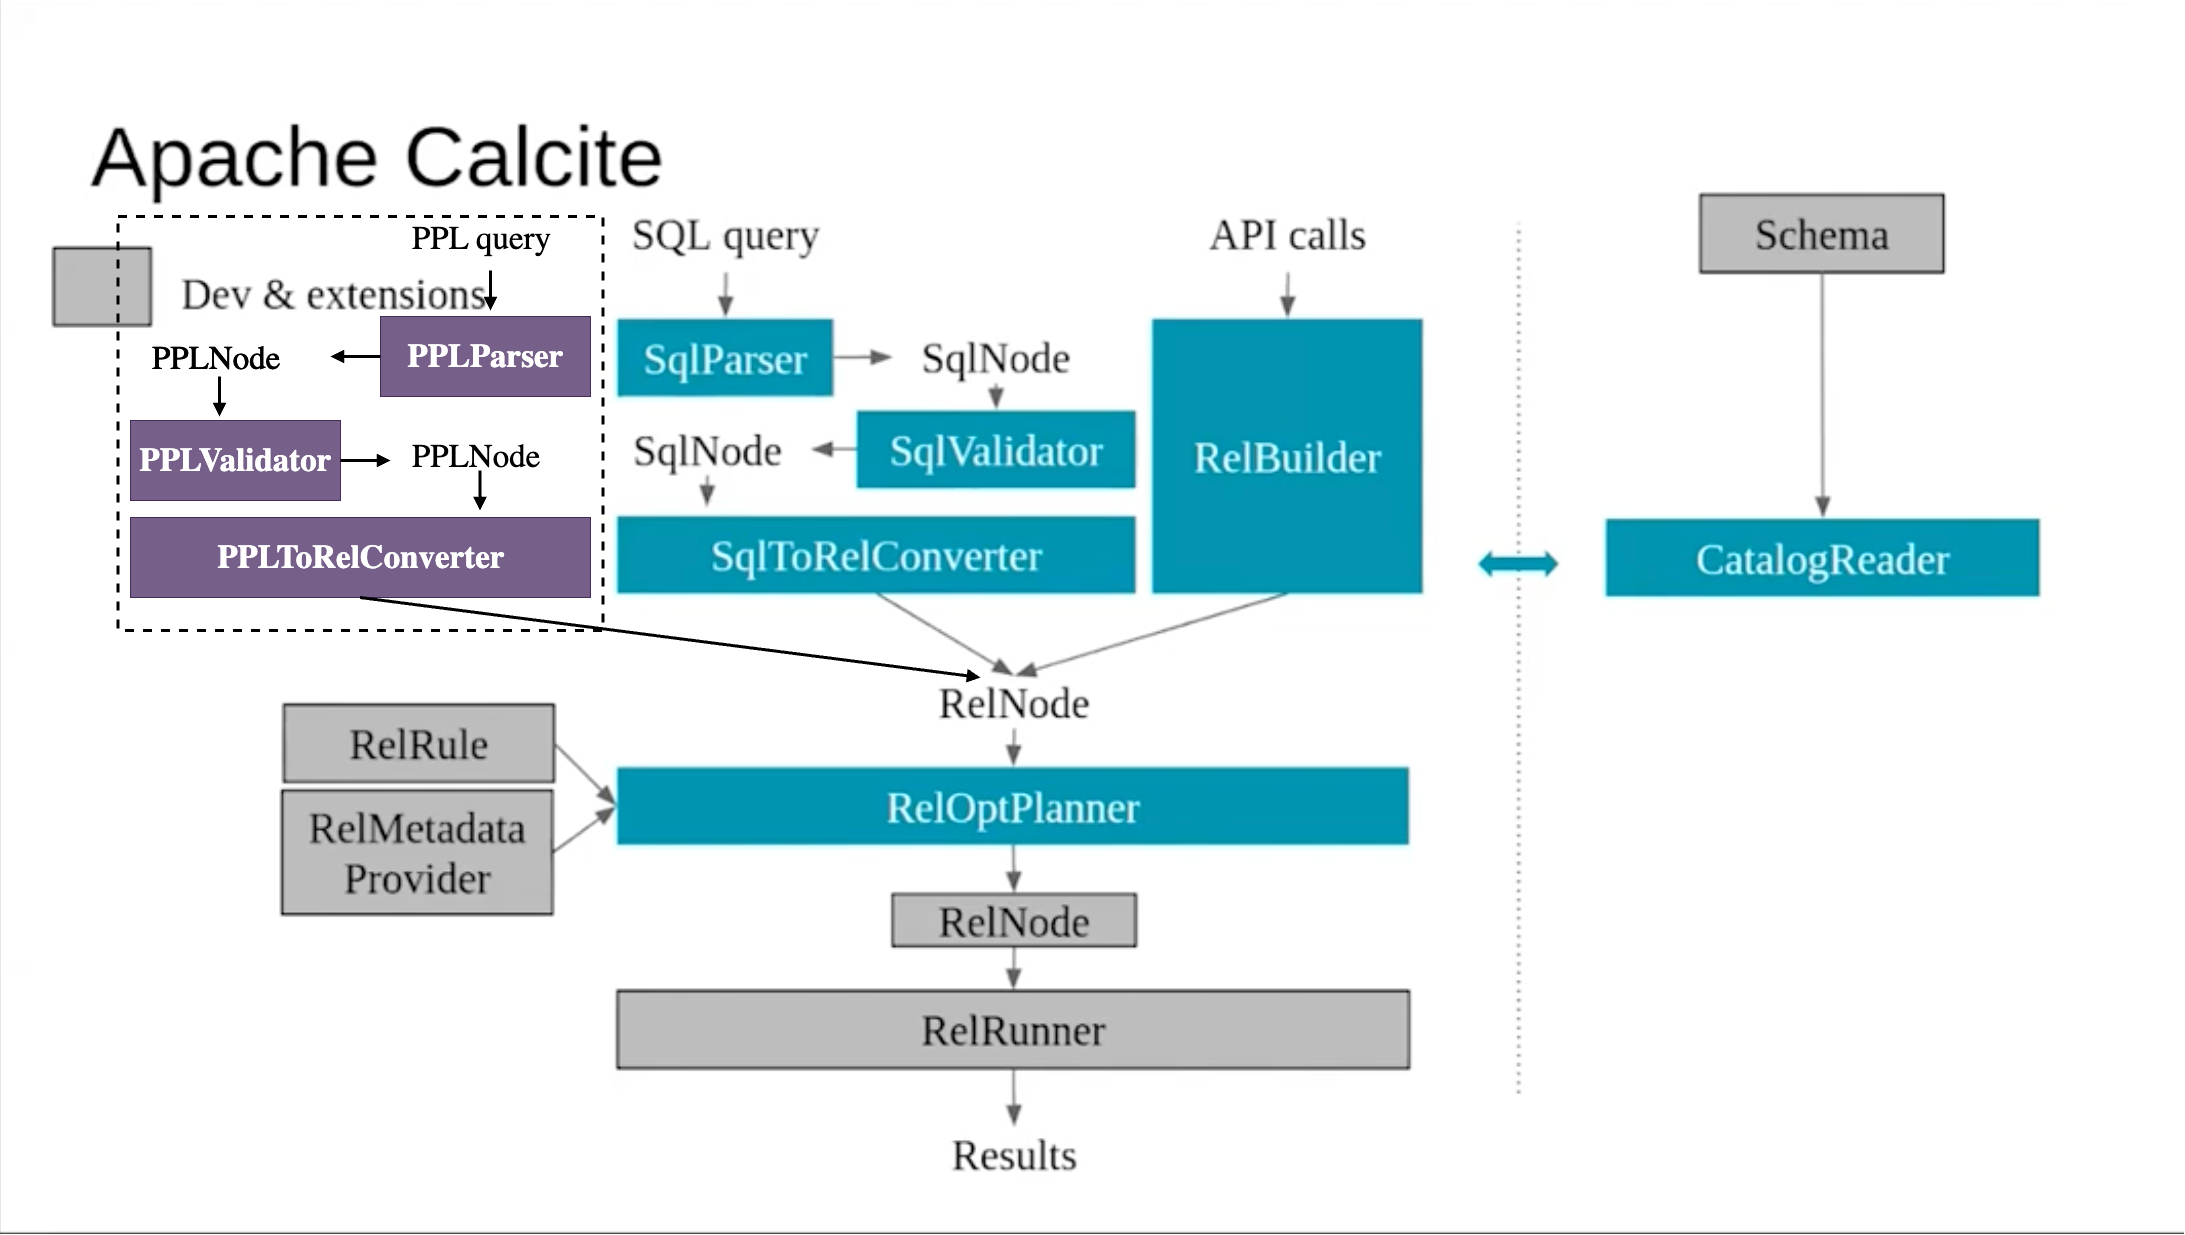 Apache Calcite
PPL query
SQL query
API calls
Schema
Dev & extensions
PPLNode
PPLParser
SqlParser
SqlNode
PPLValidator
PPLNode
SqlNode
SqlValidator
RelBuilder
PPLToRelConverter
SqlToRelConverter
CatalogReader
RelNode
RelRule
RelMetadata
Provider
RelOptPlanner
RelNode
RelRunner
Results